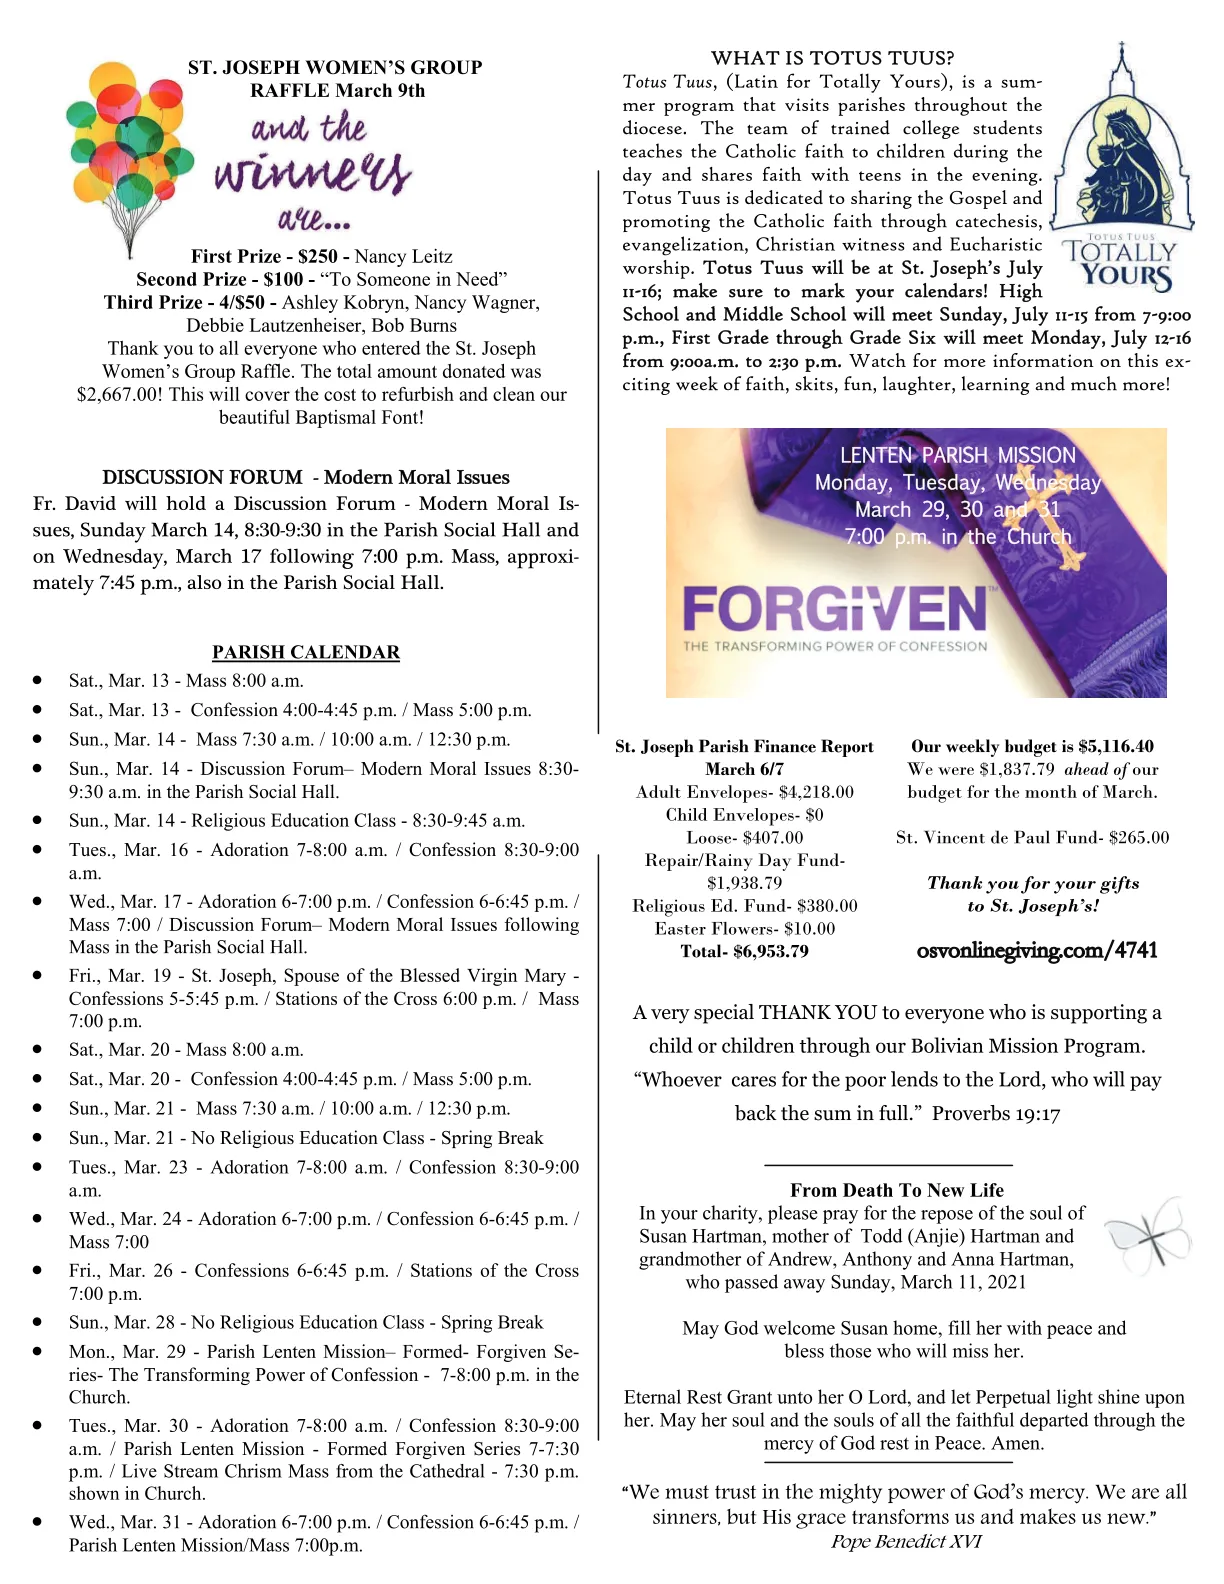 ST. JOSEPH WOMEN'S GROUP
RAFFLE March 9th
and the
winners
are...
First Prize - $250 - Nancy Leitz
Second Prize - $100 - “To Someone in Need”
Third Prize - 4/$50 - Ashley Kobryn, Nancy Wagner,
Debbie Lautzenheiser, Bob Burns
Thank you to all everyone who entered the St. Joseph
Women’s Group Raffle. The total amount donated was
$2,667.00! This will cover the cost to refurbish and clean our
beautiful Baptismal Font!
DISCUSSION FORUM - Modern Moral Issues
Fr. David will hold a Discussion Forum - Modern Moral Is-
sues, Sunday March 14, 8:30-9:30 in the Parish Social Hall and
on Wednesday, March 17 following 7:00 p.m. Mass, approxi-
mately 7:45 p.m., also in the Parish Social Hall.
PARISH CALENDAR
• Sat., Mar. 13 - Mass 8:00 a.m.
• Sat., Mar. 13 - Confession 4:00-4:45 p.m. / Mass 5:00 p.m.
• Sun., Mar. 14 - Mass 7:30 a.m. / 10:00 a.m. / 12:30 p.m.
• Sun., Mar. 14 - Discussion Forum– Modern Moral Issues 8:30-
9:30 a.m. in the Parish Social Hall.
• Sun., Mar. 14 - Religious Education Class - 8:30-9:45 a.m.
• Tues., Mar. 16 - Adoration 7-8:00 a.m. / Confession 8:30-9:00
a.m.
• Wed., Mar. 17 - Adoration 6-7:00 p.m. / Confession 6-6:45 p.m. /
Mass 7:00 / Discussion Forum– Modern Moral Issues following
Mass in the Parish Social Hall.
• Fri., Mar. 19 - St. Joseph, Spouse of the Blessed Virgin Mary -
Confessions 5-5:45 p.m. / Stations of the Cross 6:00 p.m. / Mass
7:00 p.m.
• Sat., Mar. 20 - Mass 8:00 a.m.
• Sat., Mar. 20 - Confession 4:00-4:45 p.m. / Mass 5:00 p.m.
• Sun., Mar. 21 - Mass 7:30 a.m. / 10:00 a.m. / 12:30 p.m.
• Sun., Mar. 21 - No Religious Education Class - Spring Break
• Tues., Mar. 23 - Adoration 7-8:00 a.m. / Confession 8:30-9:00
a.m.
• Wed., Mar. 24 - Adoration 6-7:00 p.m. / Confession 6-6:45 p.m. /
Mass 7:00
• Fri., Mar. 26 - Confessions 6-6:45 p.m. / Stations of the Cross
7:00 p.m.
• Sun., Mar. 28 - No Religious Education Class - Spring Break
• Mon., Mar. 29 - Parish Lenten Mission– Formed- Forgiven Se-
ries- The Transforming Power of Confession - 7-8:00 p.m. in the
Church.
• Tues., Mar. 30 - Adoration 7-8:00 a.m. / Confession 8:30-9:00
a.m. / Parish Lenten Mission - Formed Forgiven Series 7-7:30
p.m. / Live Stream Chrism Mass from the Cathedral - 7:30 p.m.
shown in Church.
• Wed., Mar. 31 - Adoration 6-7:00 p.m. / Confession 6-6:45 p.m. /
Parish Lenten Mission/Mass 7:00p.m.
WHAT IS TOTUS TUUS?
Totus Tuus, (Latin for Totally Yours), is a sum-
mer program that visits parishes throughout the
diocese. The team of trained college students
teaches the Catholic faith to children during the
day and shares faith with teens in the evening.
Totus Tuus is dedicated to sharing the Gospel and
promoting the Catholic faith through catechesis,
evangelization, Christian witness and Eucharistic
worship. Totus Tuus will be at St. Joseph’s July
11-16; make sure to mark your calendars! High
School and Middle School will meet Sunday, July 11-15 from 7-9:00
p.m., First Grade through Grade Six will meet Monday, July 12-16
from 9:00a.m. to 2:30 p.m. Watch for more information on this ex-
citing week of faith, skits, fun, laughter, learning and much more!
TOTUS TUUS
TOTALLY
YOURS
LENTEN PARISH MISSION
Monday, Tuesday, Wednesday
March 29, 30 and 31
7:00 p.m. in the Church
FORGIVEN™
THE TRANSFORMING POWER OF CONFESSION
St. Joseph Parish Finance Report
March 6/7
Adult Envelopes- $4,218.00
Child Envelopes- $0
Loose- $407.00
Repair/Rainy Day Fund-
$1,938.79
Religious Ed. Fund- $380.00
Easter Flowers- $10.00
Total- $6,953.79
Our weekly budget is $5,116.40
We were $1,837.79 ahead of our
budget for the month of March.
St. Vincent de Paul Fund- $265.00
Thank you for your gifts
to St. Joseph’s!
osvonlinegiving.com/4741
A very special THANK YOU to everyone who is supporting a
child or children through our Bolivian Mission Program.
“Whoever cares for the poor lends to the Lord, who will pay
back the sum in full.” Proverbs 19:17
From Death To New Life
In your charity, please pray for the repose of the soul of
Susan Hartman, mother of Todd (Anjie) Hartman and
grandmother of Andrew, Anthony and Anna Hartman,
who passed away Sunday, March 11, 2021
May God welcome Susan home, fill her with peace and
bless those who will miss her.
Eternal Rest Grant unto her O Lord, and let Perpetual light shine upon
her. May her soul and the souls of all the faithful departed through the
mercy of God rest in Peace. Amen.
“We must trust in the mighty power of God’s mercy. We are all
sinners, but His grace transforms us and makes us new.”
Pope Benedict XVI